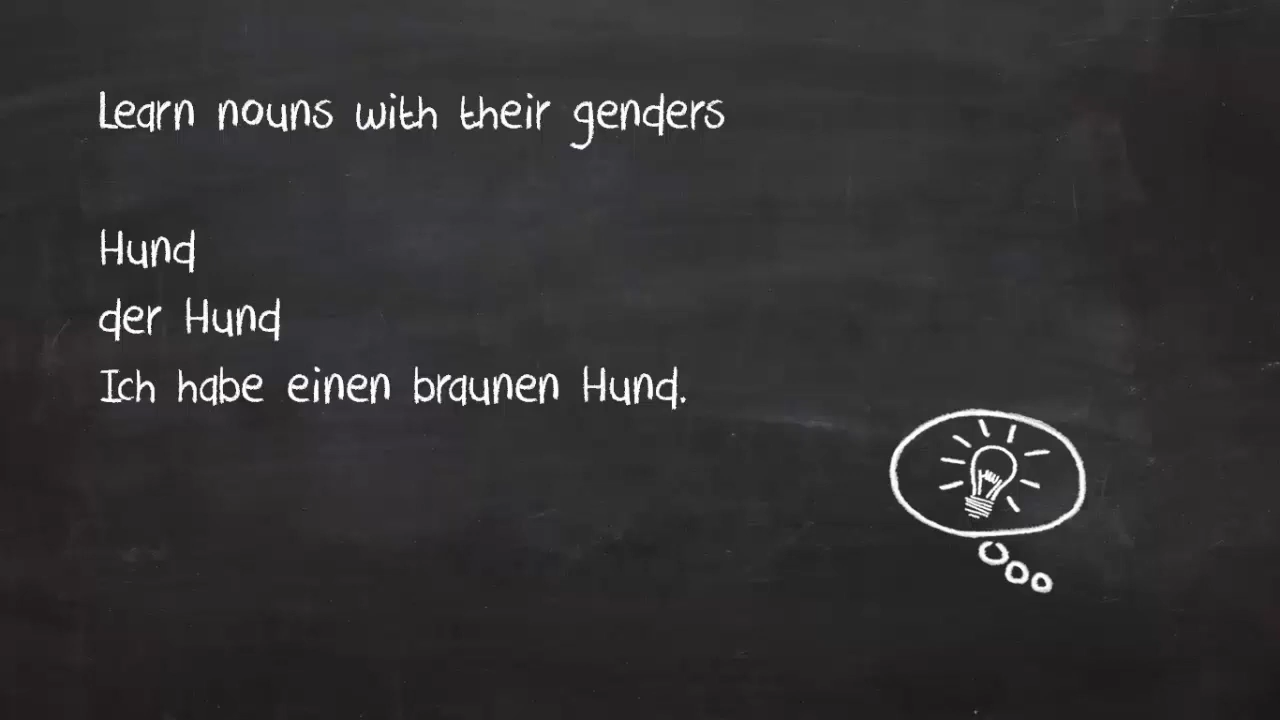 Learn nouns with their genders
Hund
der Hund
Ich habe einen braunen Hund.